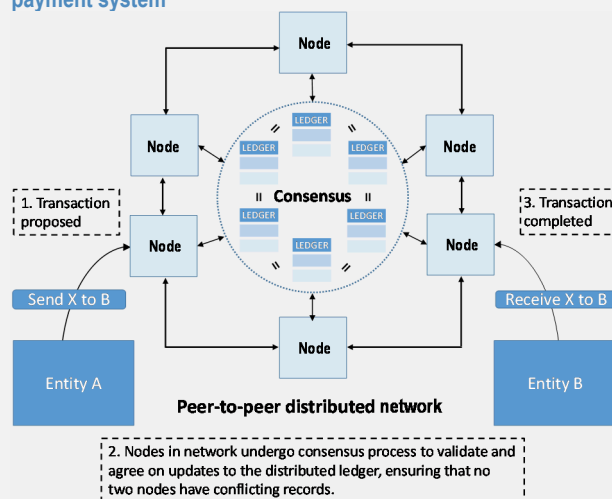 payment system
Node
Node
Node
LEDGER
LEDGER
LEDGER
Consensus
LEDGER
LEDGER
LEDGER
1. Transaction
proposed
3. Transaction
completed
Node
Node
Send X to B
Receive X to B
Node
Entity A
Entity B
Peer-to-peer distributed network
2. Nodes in network undergo consensus process to validate and
agree on updates to the distributed ledger, ensuring that no
two nodes have conflicting records.